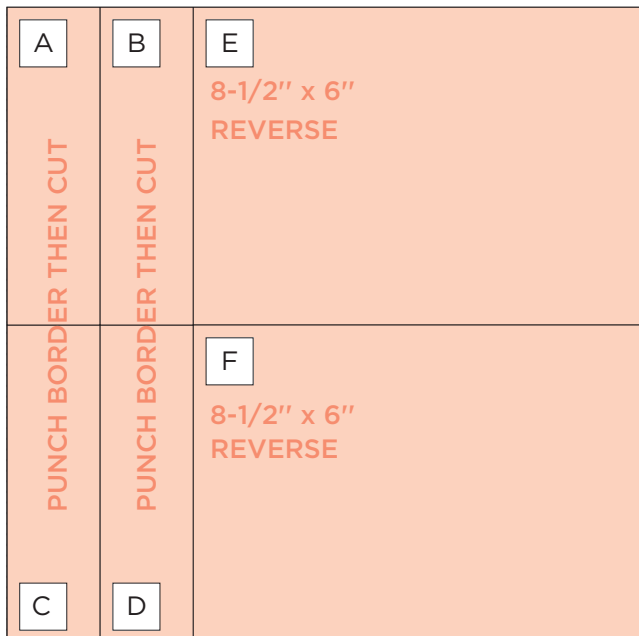 A
B
E
8-1/2" x 6"
REVERSE
PUNCH BORDER THEN CUT
PUNCH BORDER THEN CUT
F
8-1/2" x 6"
REVERSE
C
D